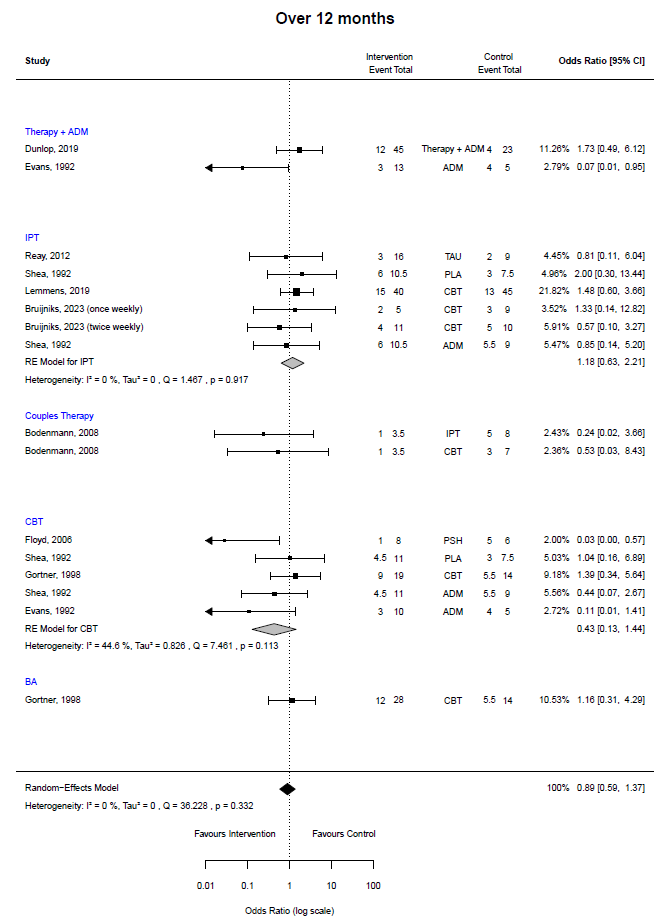 Over 12 months
Intervention Control
Study Event Total Event Total Odds Ratio [95% CI]
Therapy + ADM
Dunlop, 2019 12 45 Therapy + ADM 4 23 11.26% 1.73 [0.49, 6.12]
Evans, 1992 3 13 ADM 4 5 2.79% 0.07 [0.01, 0.95]
IPT
Reay, 2012 3 16 TAU 2 9 4.45% 0.81 [0.11, 6.04]
Shea, 1992 6 10.5 PLA 3 7.5 4.96% 2.00 [0.30, 13.44]
Lemmens, 2019 15 40 CBT 13 45 21.82% 1.48 [0.60, 3.66]
Bruijniks, 2023 (once weekly) 2 5 CBT 3 9 3.52% 1.33 [0.14, 12.82]
Bruijniks, 2023 (twice weekly) 4 11 CBT 5 10 5.91% 0.57 [0.10, 3.27]
Shea, 1992 6 10.5 ADM 5.5 9 5.47% 0.85 [0.14, 5.20]
RE Model for IPT 1.18 [0.63, 2.21]
Heterogeneity: I² = 0 %, Tau² = 0 , Q = 1.467 , p = 0.917
Couples Therapy
Bodenmann, 2008 1 3.5 IPT 5 8 2.43% 0.24 [0.02, 3.66]
Bodenmann, 2008 1 3.5 CBT 3 7 2.36% 0.53 [0.03, 8.43]
CBT
Floyd, 2006 1 8 PSH 5 6 2.00% 0.03 [0.00, 0.57]
Shea, 1992 4.5 11 PLA 3 7.5 5.03% 1.04 [0.16, 6.89]
Gortner, 1998 9 19 CBT 5.5 14 9.18% 1.39 [0.34, 5.64]
Shea, 1992 4.5 11 ADM 5.5 9 5.56% 0.44 [0.07, 2.67]
Evans, 1992 3 10 ADM 4 5 2.72% 0.11 [0.01, 1.41]
RE Model for CBT 0.43 [0.13, 1.44]
Heterogeneity: I² = 44.6 %, Tau² = 0.826 , Q = 7.461 , p = 0.113
BA
Gortner, 1998 12 28 CBT 5.5 14 10.53% 1.16 [0.31, 4.29]
Random−Effects Model 100% 0.89 [0.59, 1.37]
Heterogeneity: I² = 0 %, Tau² = 0 , Q = 36.228 , p = 0.332
Favours Intervention Favours Control
0.01 0.1 1 10 100
Odds Ratio (log scale)